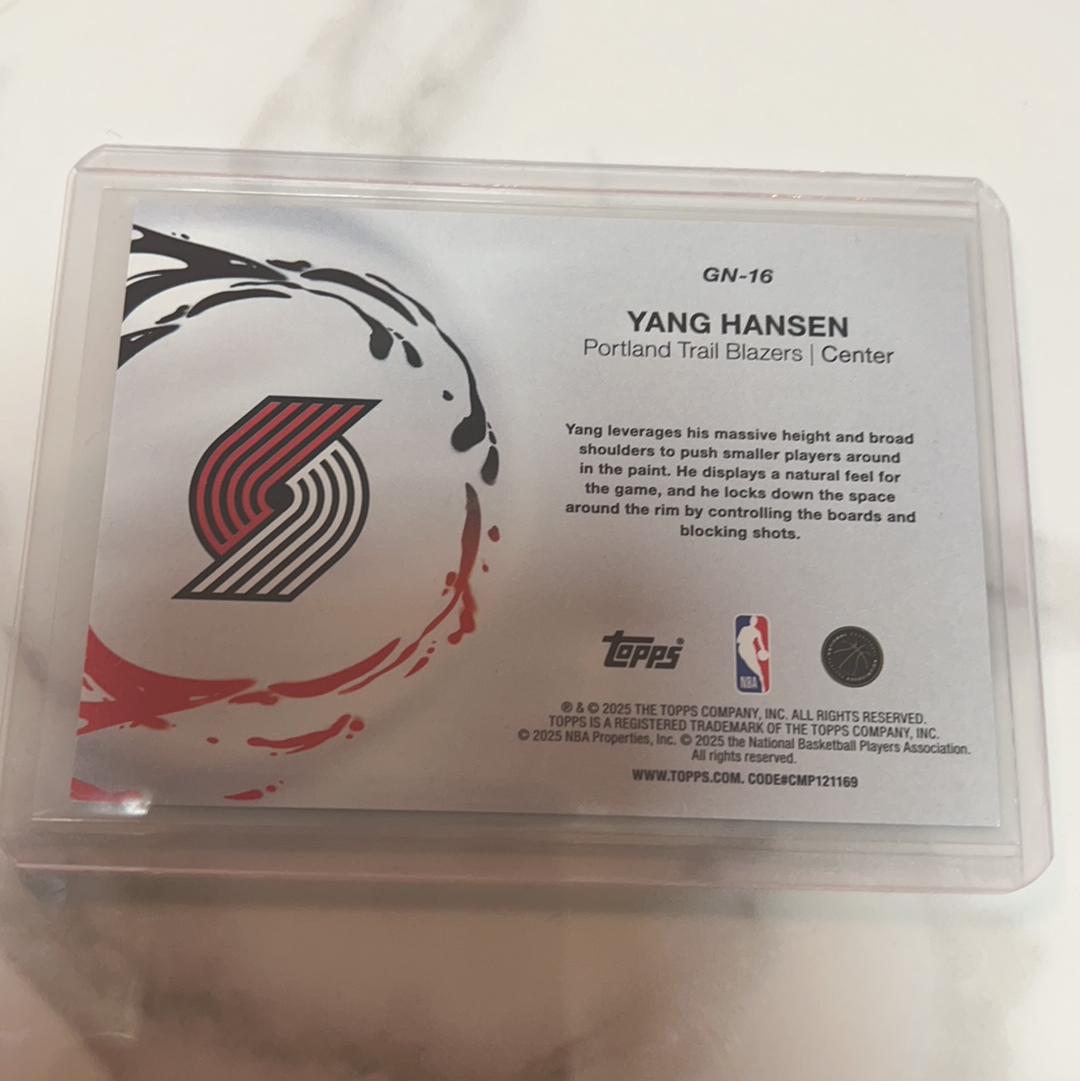 GN-16
YANG HANSEN
Portland Trail Blazers | Center
Yang leverages his massive height and broad
shoulders to push smaller players around
in the paint. He displays a natural feel for
the game, and he locks down the space
around the rim by controlling the boards and
blocking shots.
topps®
NBA
® & © 2025 THE TOPPS COMPANY, INC. ALL RIGHTS RESERVED.
TOPPS IS A REGISTERED TRADEMARK OF THE TOPPS COMPANY, INC.
© 2025 NBA Properties, Inc. © 2025 the National Basketball Players Association.
All rights reserved.
WWW.TOPPS.COM. CODE#CMP121169